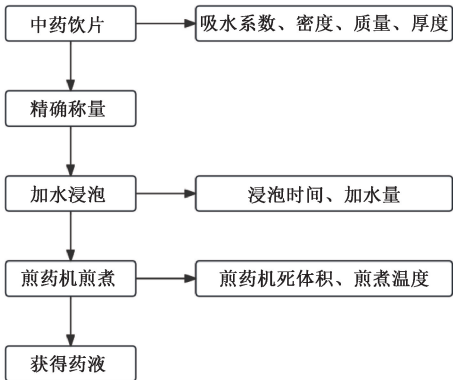 中药饮片
吸水系数、密度、质量、厚度
精确称量
加水浸泡
浸泡时间、加水量
煎药机煎煮
煎药机死体积、煎煮温度
获得药液